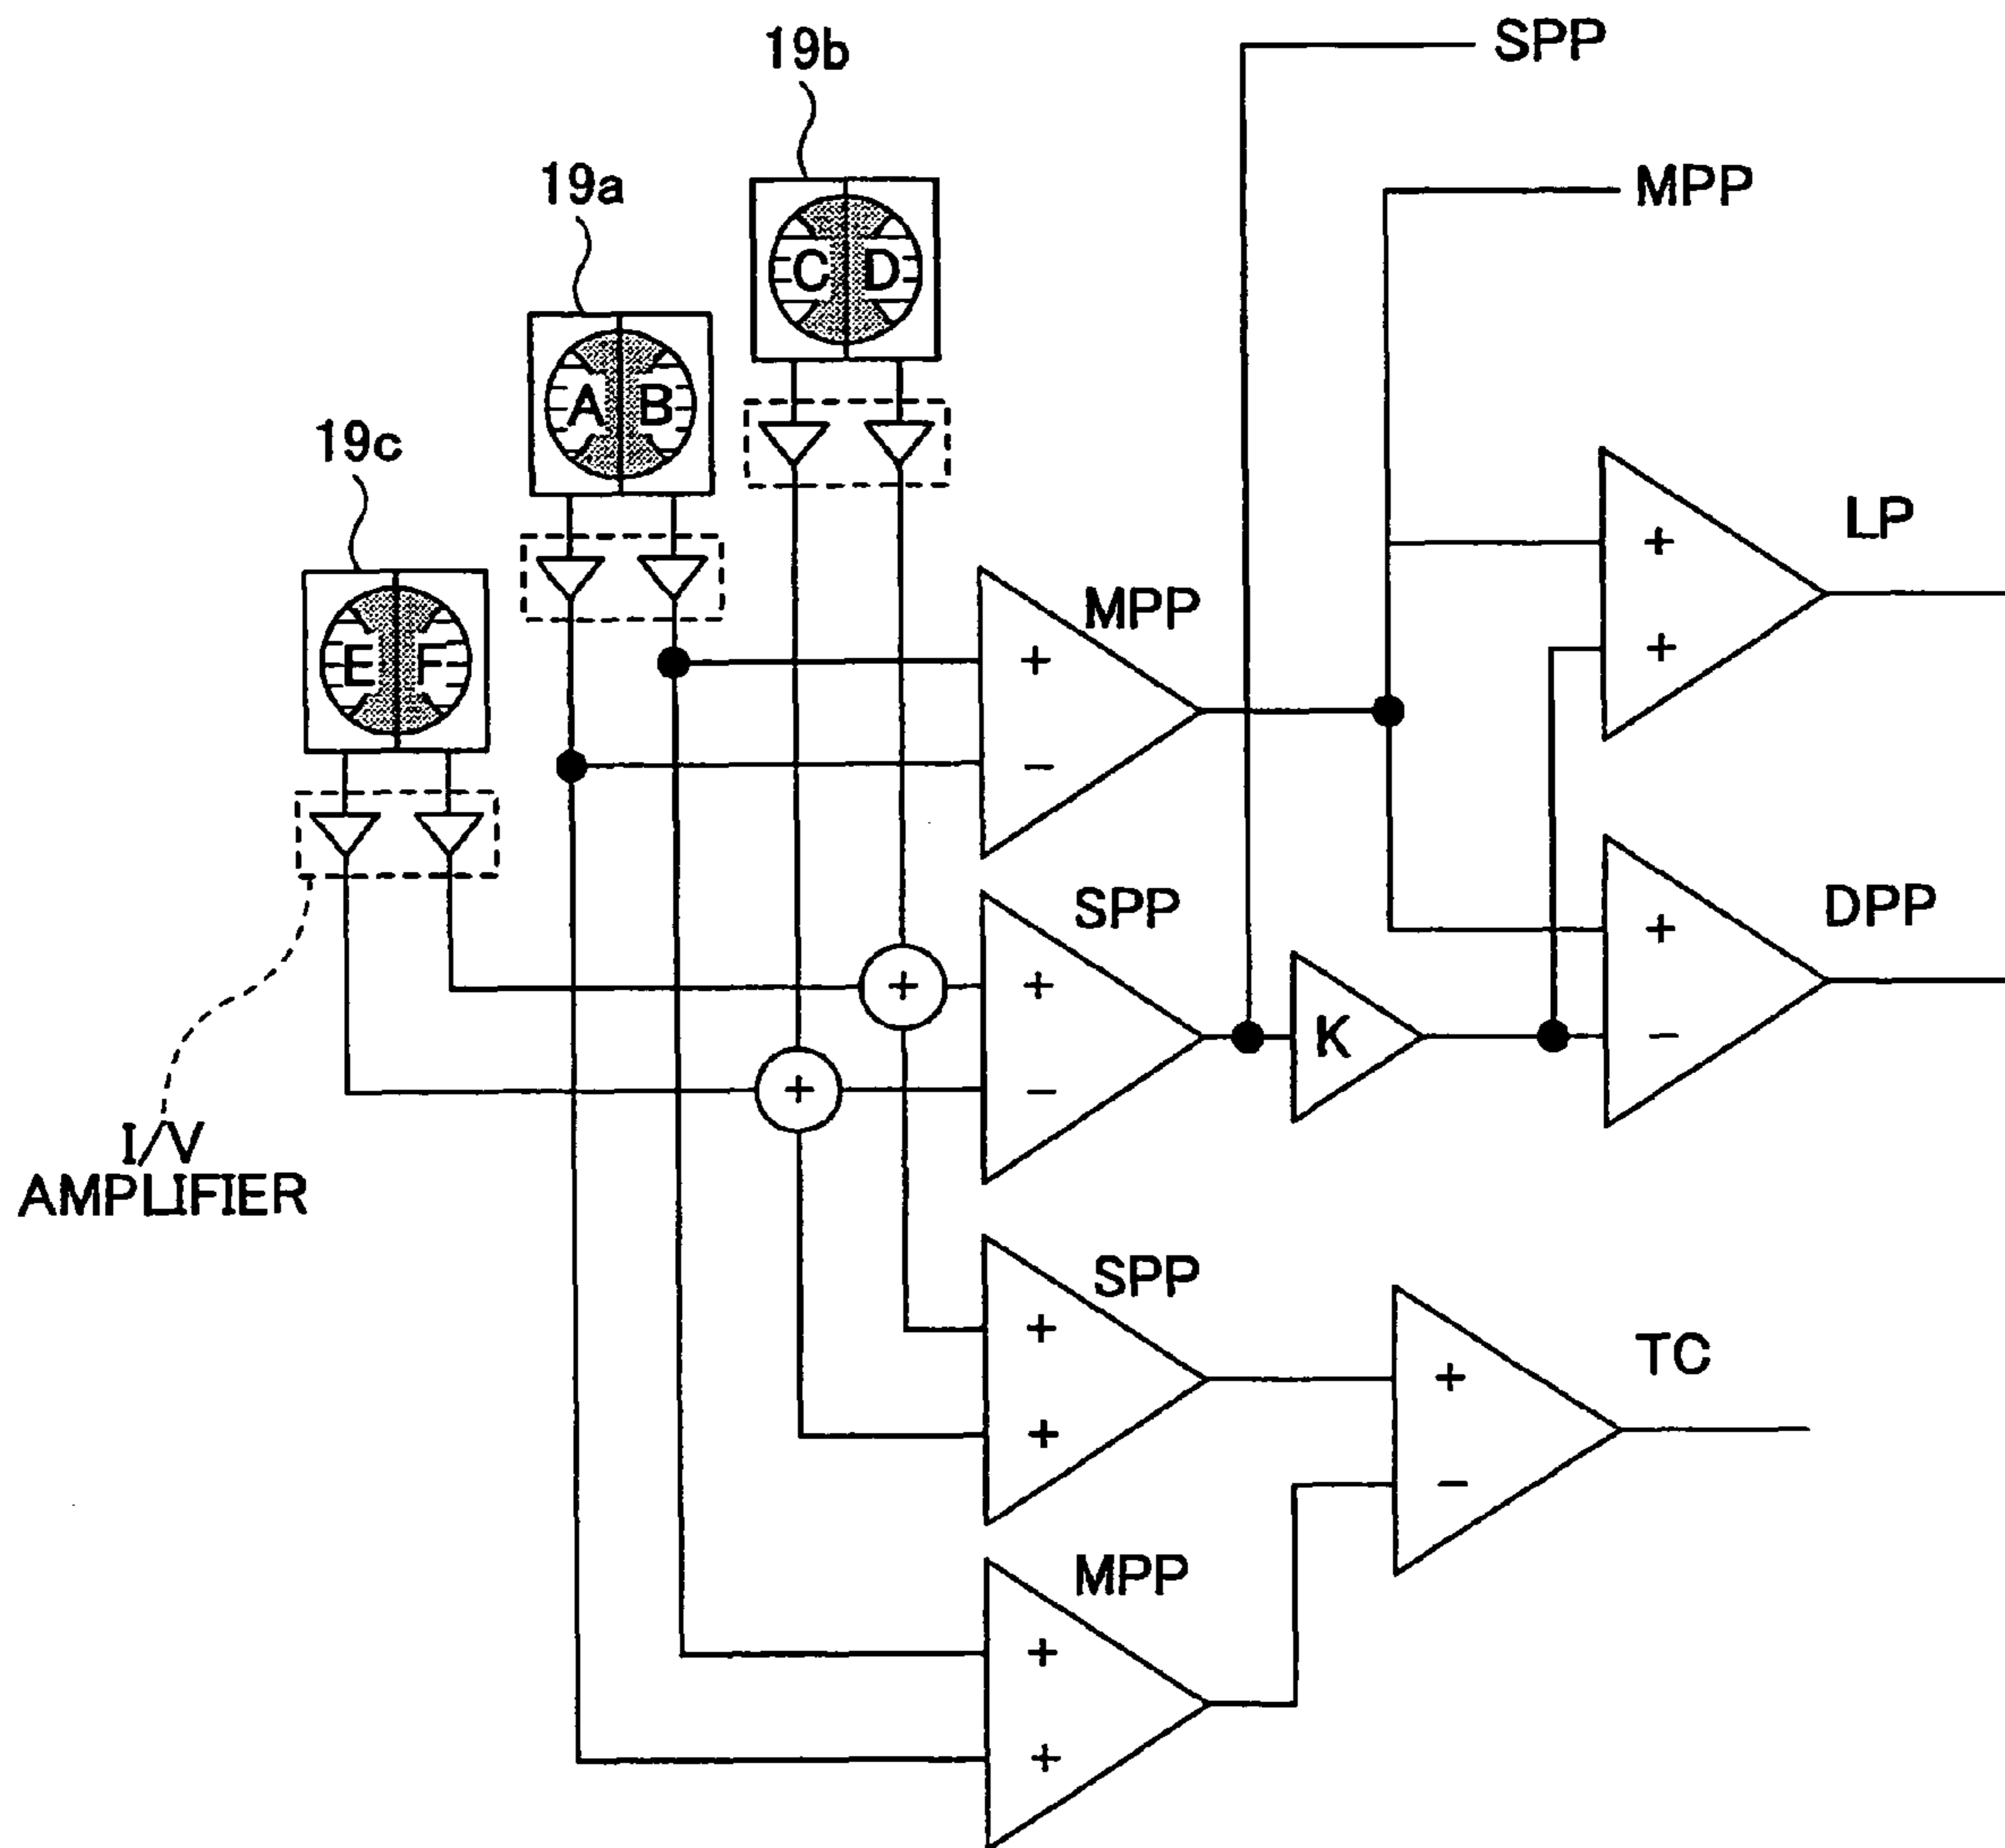 SPP
19b
MPP
19a
C D
19c
A B
LP
+
MPP
+
E F
+
−
SPP
DPP
+
+
+
K
−
+
−
I/V
AMPLIFIER
SPP
+
TC
+
+
−
MPP
+
+